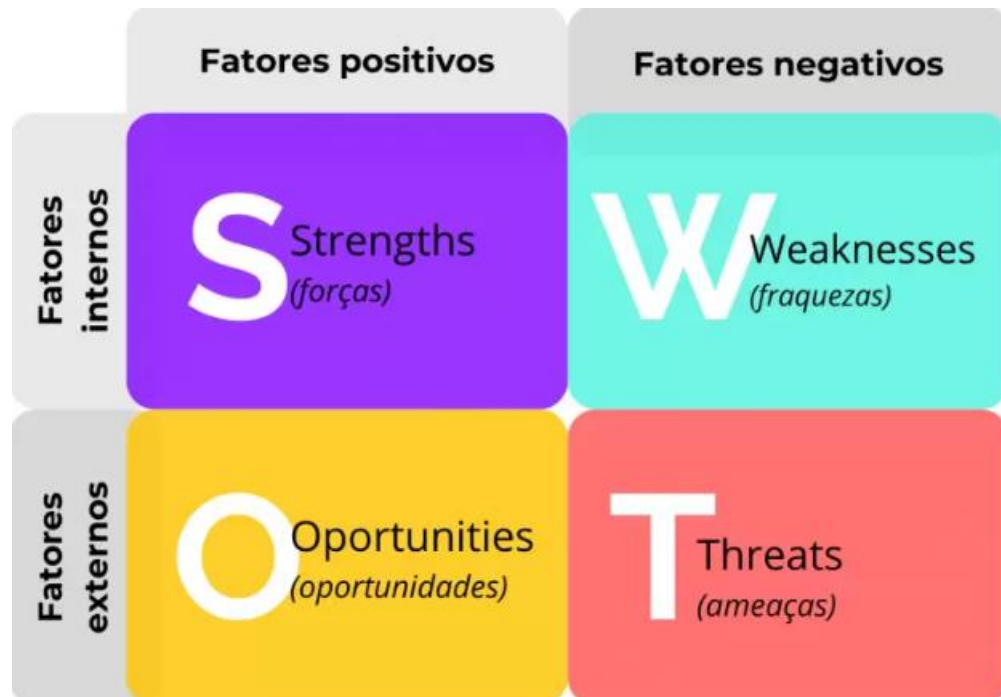 Fatores positivos
Fatores negativos
Fatores
internos
S
Strengths
(forças)
W
Weaknesses
(fraquezas)
Fatores
externos
O
Oportunities
(oportunidades)
T
Threats
(ameaças)